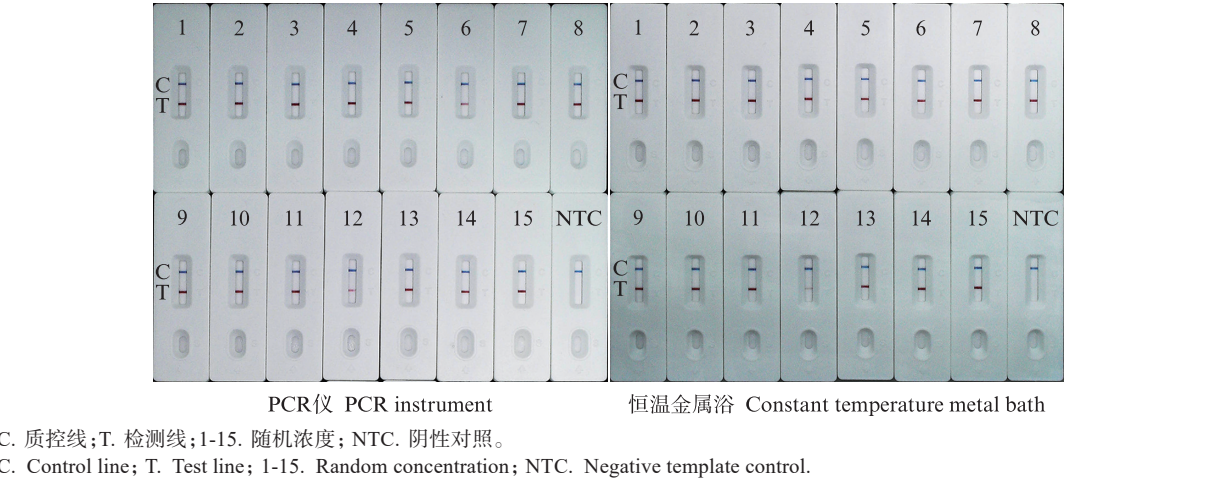 1 2 3 4 5 6 7 8
C
T
9 10 11 12 13 14 15 NTC
C
T
1 2 3 4 5 6 7 8
C
T
9 10 11 12 13 14 15 NTC
C
T
PCR仪 PCR instrument
恒温金属浴 Constant temperature metal bath
C. 质控线;T. 检测线;1-15. 随机浓度; NTC. 阴性对照。
C. Control line; T. Test line; 1-15. Random concentration; NTC. Negative template control.